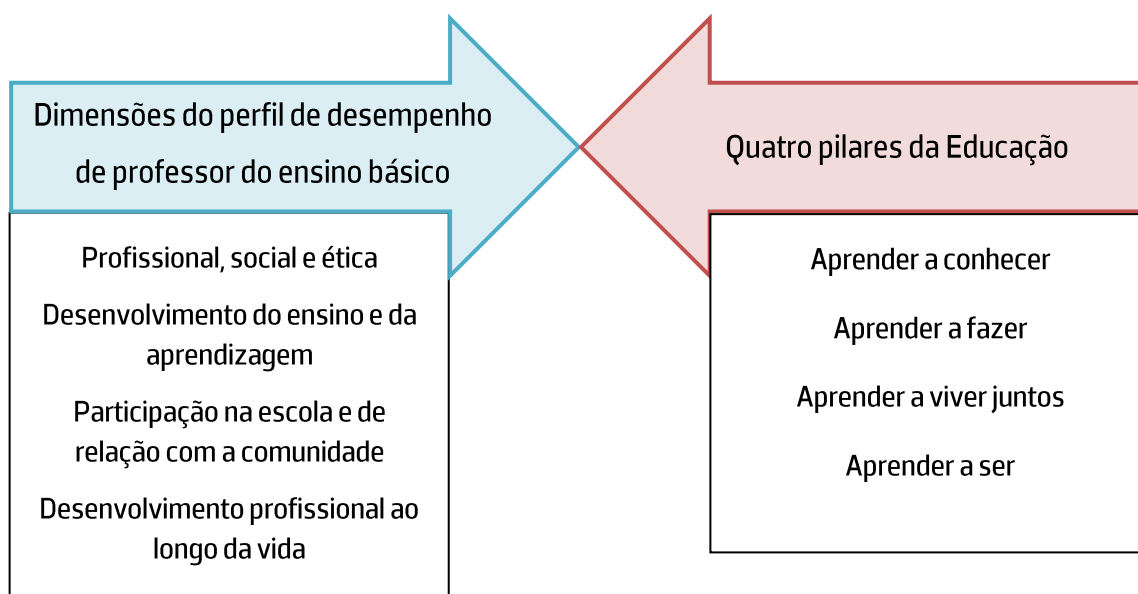 Dimensões do perfil de desempenho
de professor do ensino básico
Profissional, social e ética
Desenvolvimento do ensino e da
aprendizagem
Participação na escola e de
relação com a comunidade
Desenvolvimento profissional ao
longo da vida
Quatro pilares da Educação
Aprender a conhecer
Aprender a fazer
Aprender a viver juntos
Aprender a ser